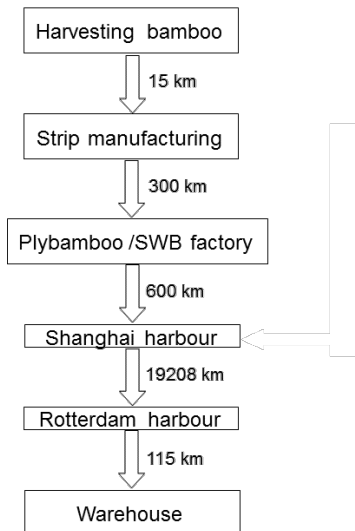 Harvesting bamboo
15 km
Strip manufacturing
300 km
Plybamboo /SWB factory
600 km
Shanghai harbour
19208 km
Rotterdam harbour
115 km
Warehouse